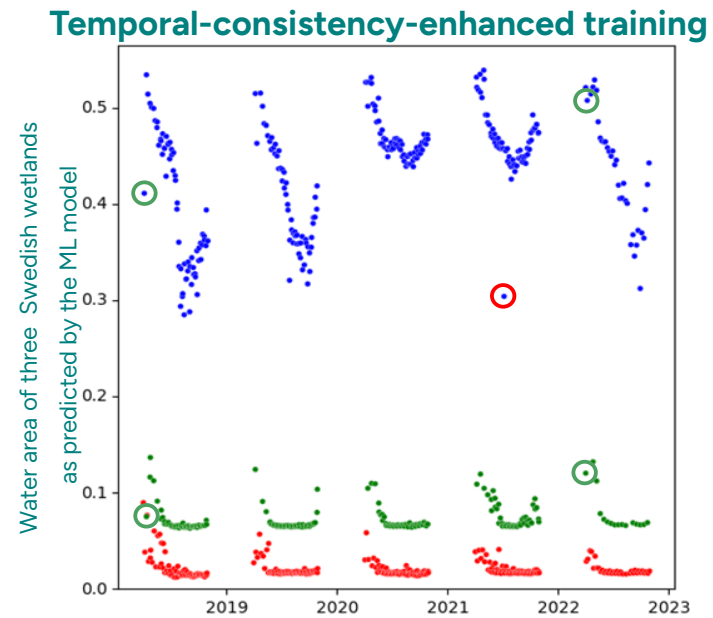 Temporal-consistency-enhanced training
Water area of three Swedish wetlands
as predicted by the ML model
0.5
0.4
0.3
0.2
0.1
0.0
2019 2020 2021 2022 2023